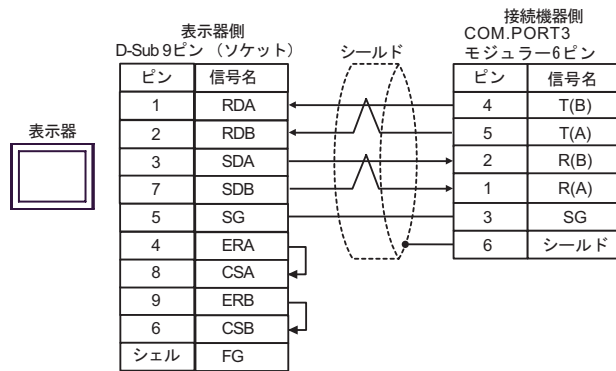 表示器側
D-Sub 9ピン（ソケット）
ピン 信号名
1 RDA
2 RDB
3 SDA
7 SDB
5 SG
4 ERA
8 CSA
9 ERB
6 CSB
シェル FG
表示器
シールド
接続機器側
COM.PORT3
モジュラー6ピン
ピン 信号名
4 T(B)
5 T(A)
2 R(B)
1 R(A)
3 SG
6 シールド